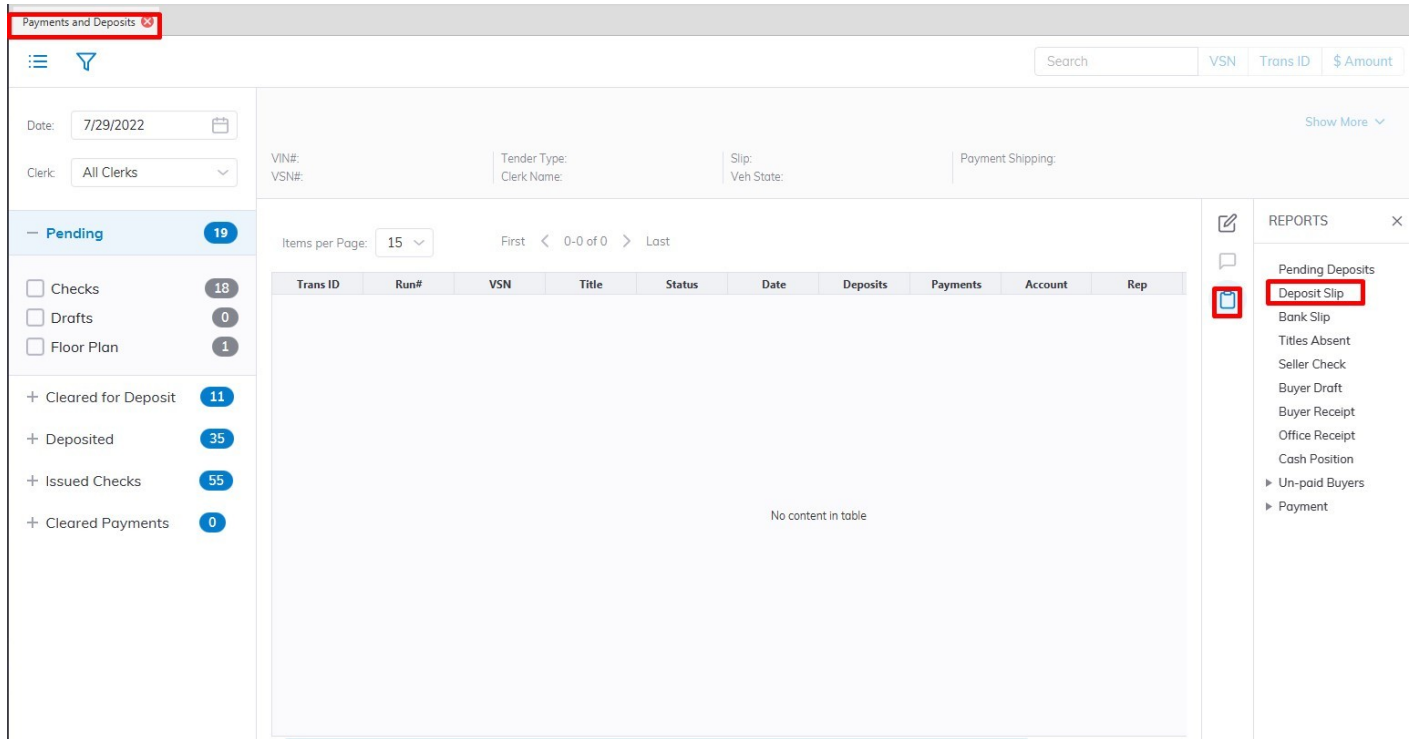 Payments and Deposits
Search VSN Trans ID $ Amount
Date: 7/29/2022
Clerk: All Clerks
Show More
VIN#: Tender Type: Slip: Payment Shipping:
VSN#: Clerk Name: Veh State:
Pending 19
Checks 18
Drafts 0
Floor Plan 1
+ Cleared for Deposit 11
+ Deposited 35
+ Issued Checks 55
+ Cleared Payments 0
Items per Page: 15 First < 0-0 of 0 > Last
Trans ID Run# VSN Title Status Date Deposits Payments Account Rep
No content in table
REPORTS
Pending Deposits
Deposit Slip
Bank Slip
Titles Absent
Seller Check
Buyer Draft
Buyer Receipt
Office Receipt
Cash Position
Un-paid Buyers
Payment